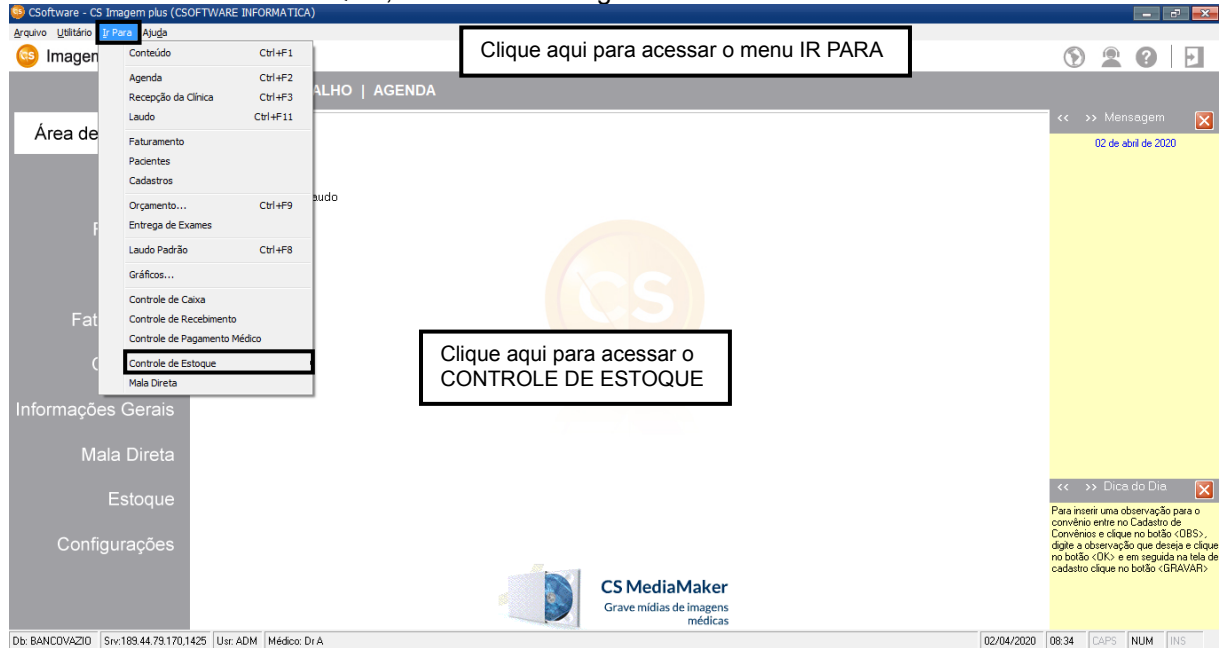 CSoftware - CS Imagem plus (CSOFTWARE INFORMATICA)
Arquivo Utilitário Ir Para Ajuda
cs Imagen
Clique aqui para acessar o menu IR PARA
Conteúdo Ctrl+F1
Agenda Ctrl+F2
Recepção da Clínica Ctrl+F3
Laudo Ctrl+F11
Faturamento
Pacientes
Cadastros
Orçamento... Ctrl+F9
Entrega de Exames
Laudo Padrão Ctrl+F8
Gráficos...
Controle de Caixa
Controle de Recebimento
Controle de Pagamento Médico
Controle de Estoque
Mala Direta
ALHO | AGENDA
Área de
audo
Fat
Informações Gerais
Mala Direta
Estoque
Configurações
CS
Clique aqui para acessar o
CONTROLE DE ESTOQUE
CS MediaMaker
Grave mídias de imagens
médicas
<< >> Mensagem
02 de abril de 2020
<< >> Dica do Dia
Para inserir uma observação para o
convênio entre no Cadastro de
Convênios e clique no botão <OBS>,
digite a observação que deseja e clique
no botão <OK> e em seguida na tela de
cadastro clique no botão <GRAVAR>
Db: BANCOVAZIO Srv:189.44.79.170,1425 Usr: ADM Médico: Dr A 02/04/2020 08:34 CAPS NUM INS